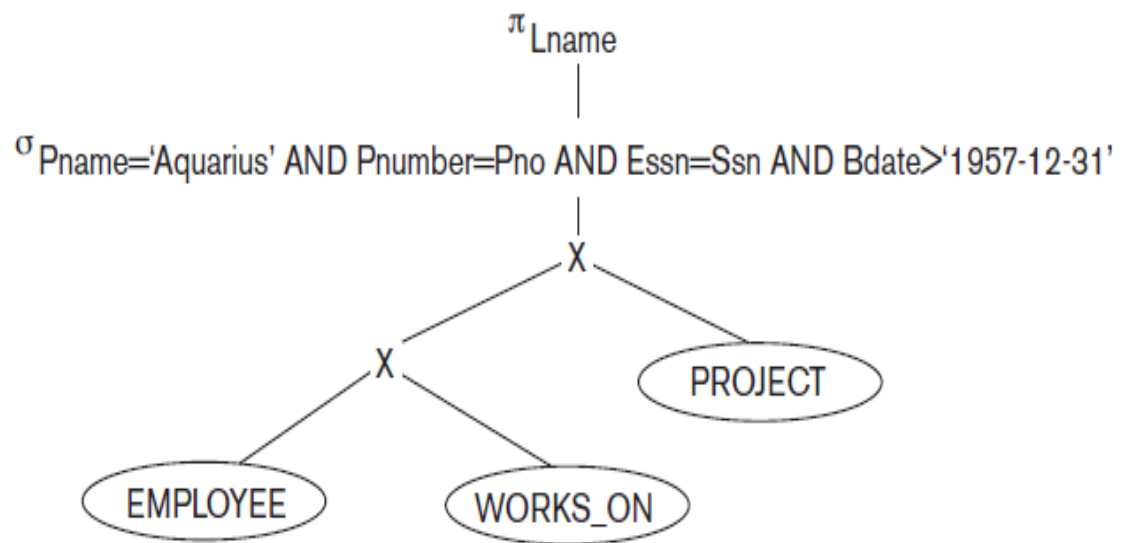 π Lname
σ Pname=‘Aquarius’ AND Pnumber=Pno AND Essn=Ssn AND Bdate>‘1957-12-31’
X
X
PROJECT
EMPLOYEE
WORKS_ON